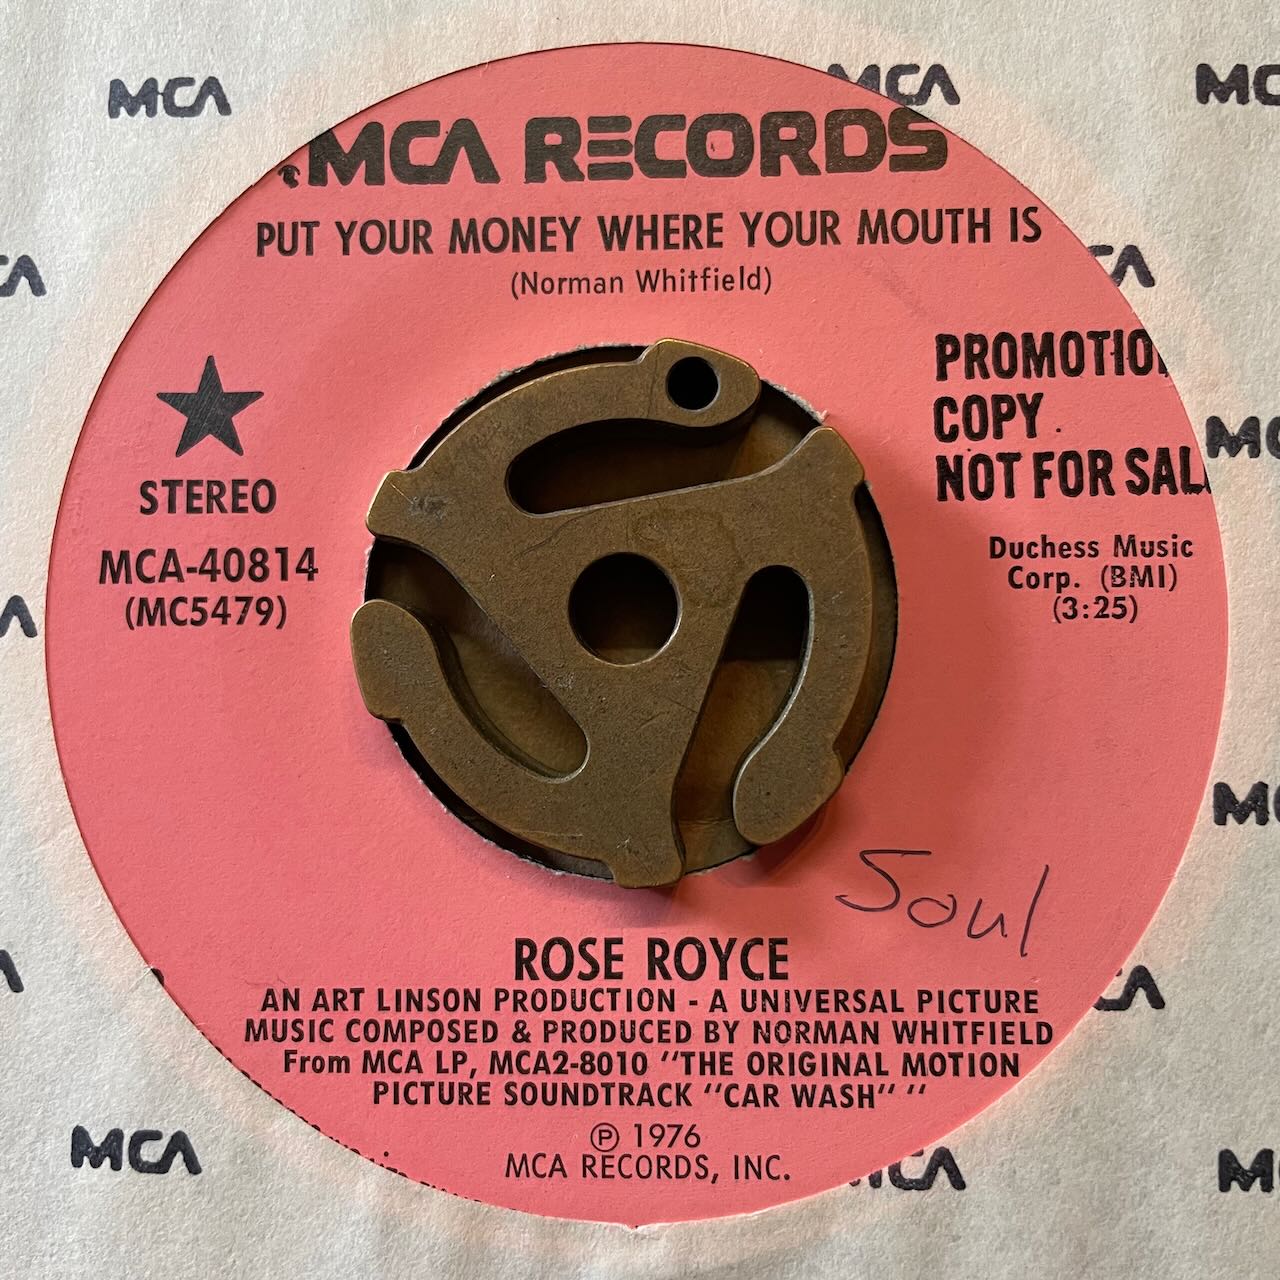 MCA
MCA
MCA RECORDS
PUT YOUR MONEY WHERE YOUR MOUTH IS
(Norman Whitfield)
PROMOTIO
COPY
NOT FOR SAL
STEREO
MCA-40814
(MC5479)
Duchess Music
Corp. (BMI)
(3:25)
Soul
ROSE ROYCE
AN ART LINSON PRODUCTION - A UNIVERSAL PICTURE
MUSIC COMPOSED & PRODUCED BY NORMAN WHITFIELD
From MCA LP, MCA2-8010 "THE ORIGINAL MOTION
PICTURE SOUNDTRACK "CAR WASH" "
℗ 1976
MCA RECORDS, INC.
MCA
MCA